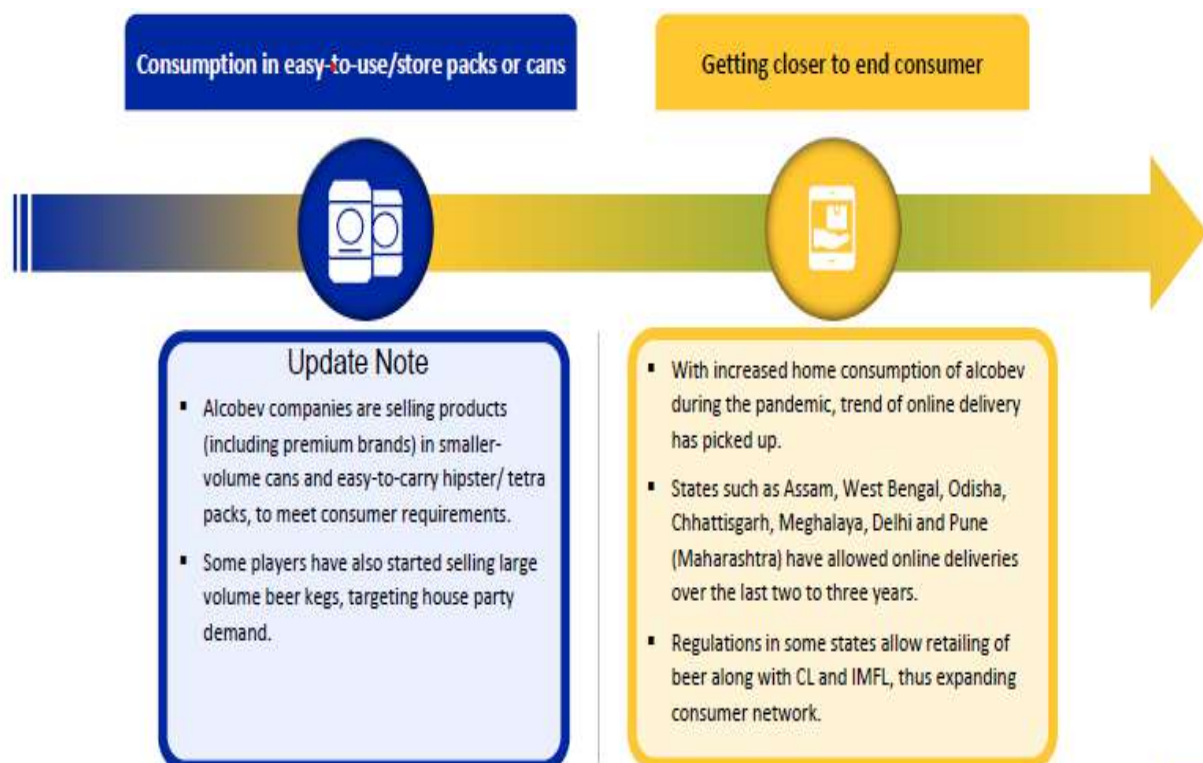 Consumption in easy-to-use/store packs or cans
Getting closer to end consumer
Update Note
▪ Alcobev companies are selling products
(including premium brands) in smaller-
volume cans and easy-to-carry hipster/ tetra
packs, to meet consumer requirements.
▪ Some players have also started selling large
volume beer kegs, targeting house party
demand.
▪ With increased home consumption of alcobev
during the pandemic, trend of online delivery
has picked up.
▪ States such as Assam, West Bengal, Odisha,
Chhattisgarh, Meghalaya, Delhi and Pune
(Maharashtra) have allowed online deliveries
over the last two to three years.
▪ Regulations in some states allow retailing of
beer along with CL and IMFL, thus expanding
consumer network.